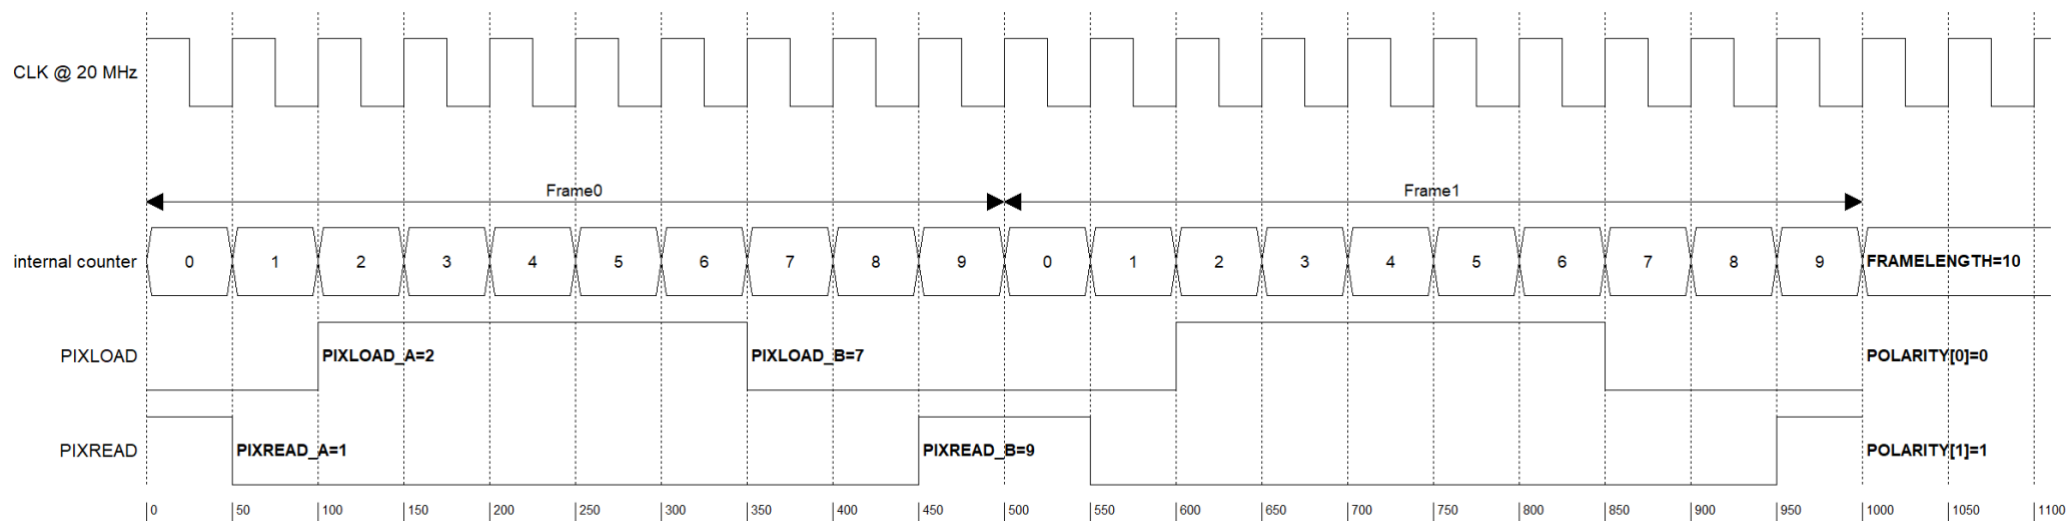 CLK @ 20 MHz
Frame0 Frame1
internal counter 0 1 2 3 4 5 6 7 8 9 0 1 2 3 4 5 6 7 8 9 FRAMELENGTH=10
PIXLOAD PIXLOAD_A=2 PIXLOAD_B=7 POLARITY[0]=0
PIXREAD PIXREAD_A=1 PIXREAD_B=9 POLARITY[1]=1
0 50 100 150 200 250 300 350 400 450 500 550 600 650 700 750 800 850 900 950 1000 1050 1100